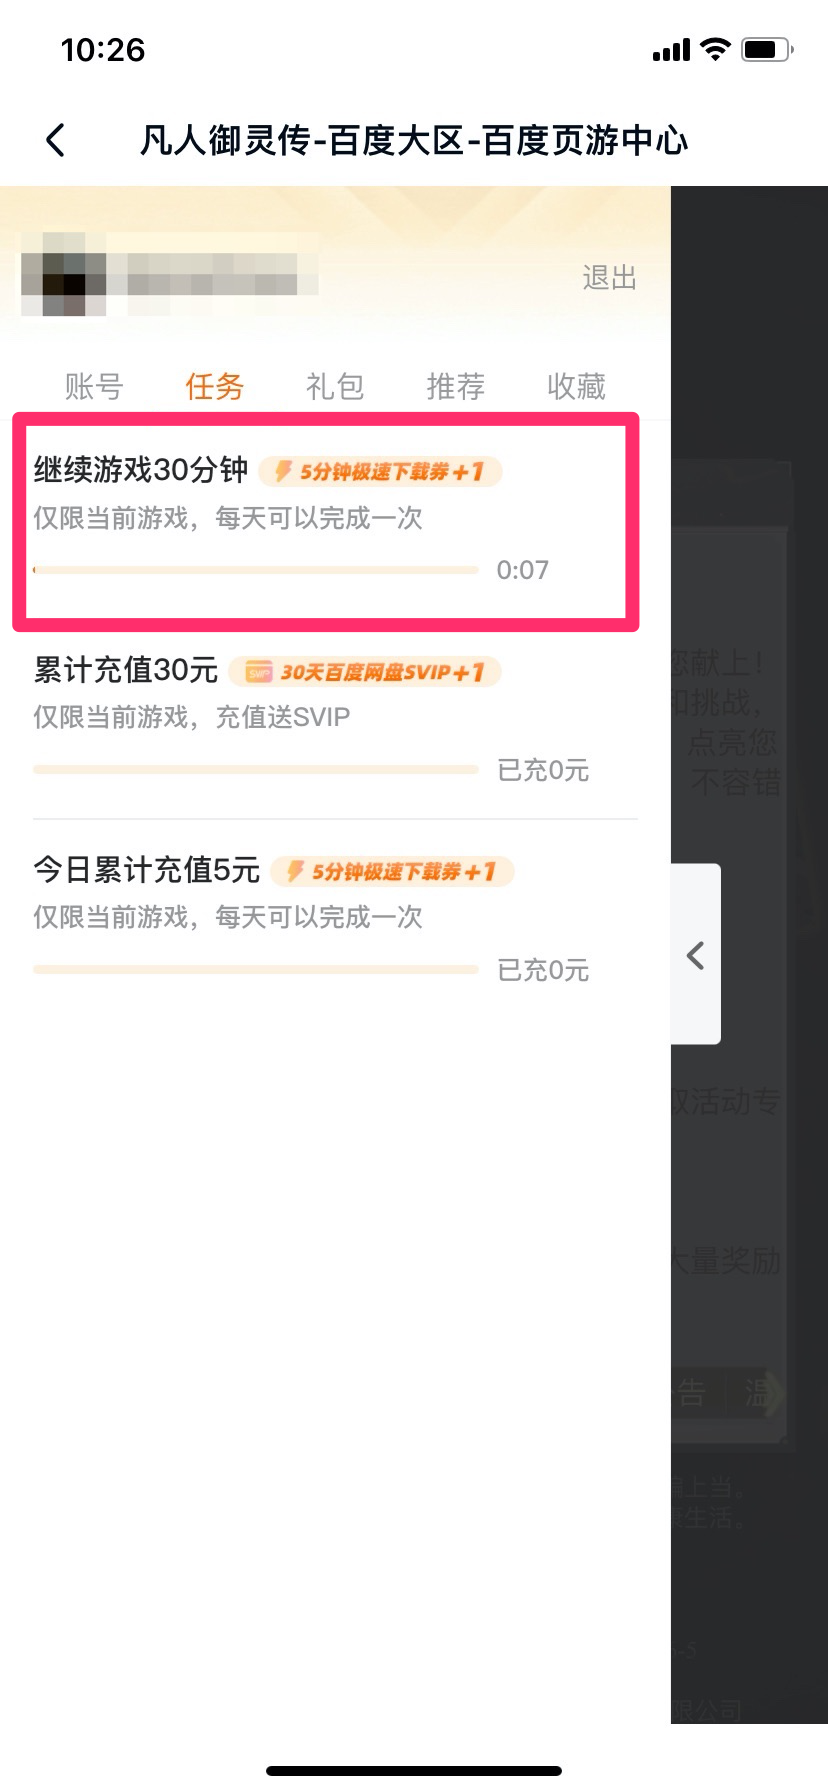 10:26
凡人御灵传-百度大区-百度页游中心
退出
账号 任务 礼包 推荐 收藏
继续游戏30分钟 5分钟极速下载券+1
仅限当前游戏，每天可以完成一次
0:07
累计充值30元 SVIP 30天百度网盘SVIP+1
仅限当前游戏，充值送SVIP
已充0元
今日累计充值5元 5分钟极速下载券+1
仅限当前游戏，每天可以完成一次
已充0元
您献上！
和挑战，
点亮您
不容错
取活动专
大量奖励
告 温
骗上当。
康生活。
-5
限公司